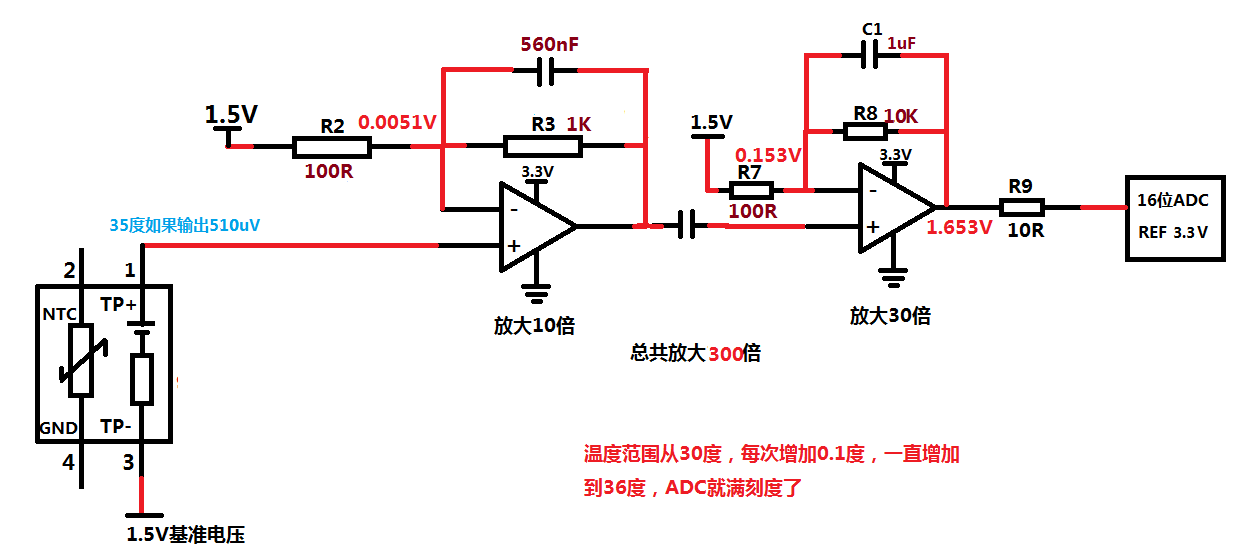 C1
1uF
560nF
1.5V
R2
0.0051V
R3
1K
R8
10K
1.5V
0.153V
3.3V
100R
3.3V
R7
100R
-
+
-
+
R9
10R
1.653V
16位ADC
REF 3.3V
35度如果输出510uV
放大10倍
放大30倍
总共放大300倍
2
1
NTC
TP+
GND
TP-
4
3
1.5V基准电压
温度范围从30度，每次增加0.1度，一直增加
到36度，ADC就满刻度了